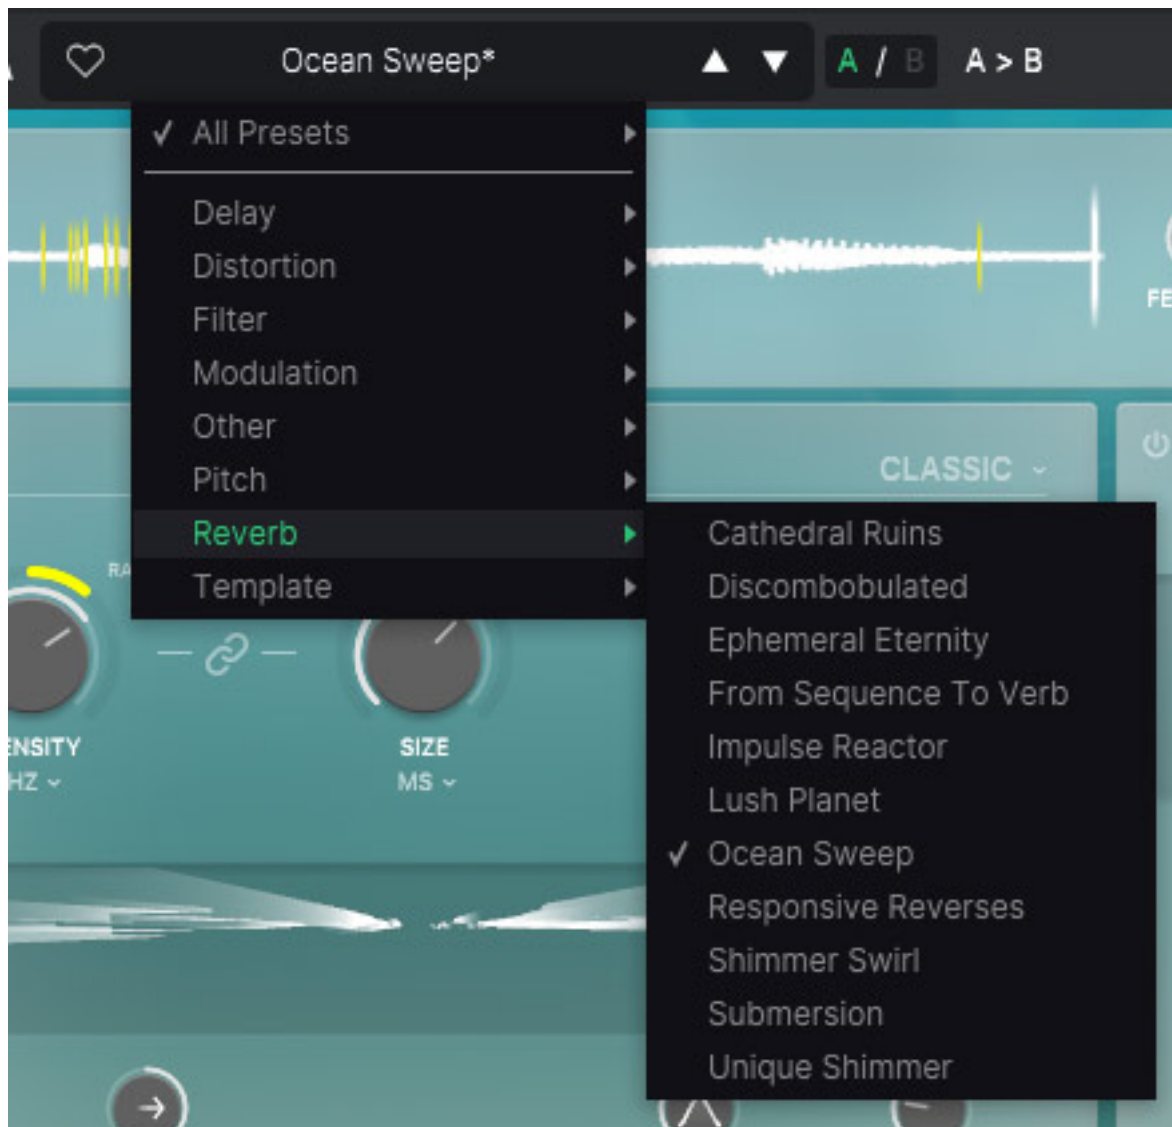 Ocean Sweep* A / B A > B
All Presets
Delay
Distortion
Filter
Modulation
Other
Pitch
CLASSIC
Reverb
Template
Cathedral Ruins
Discombobulated
Ephemeral Eternity
From Sequence To Verb
Impulse Reactor
Lush Planet
Ocean Sweep
Responsive Reverses
Shimmer Swirl
Submersion
Unique Shimmer
SIZE
MS
HZ